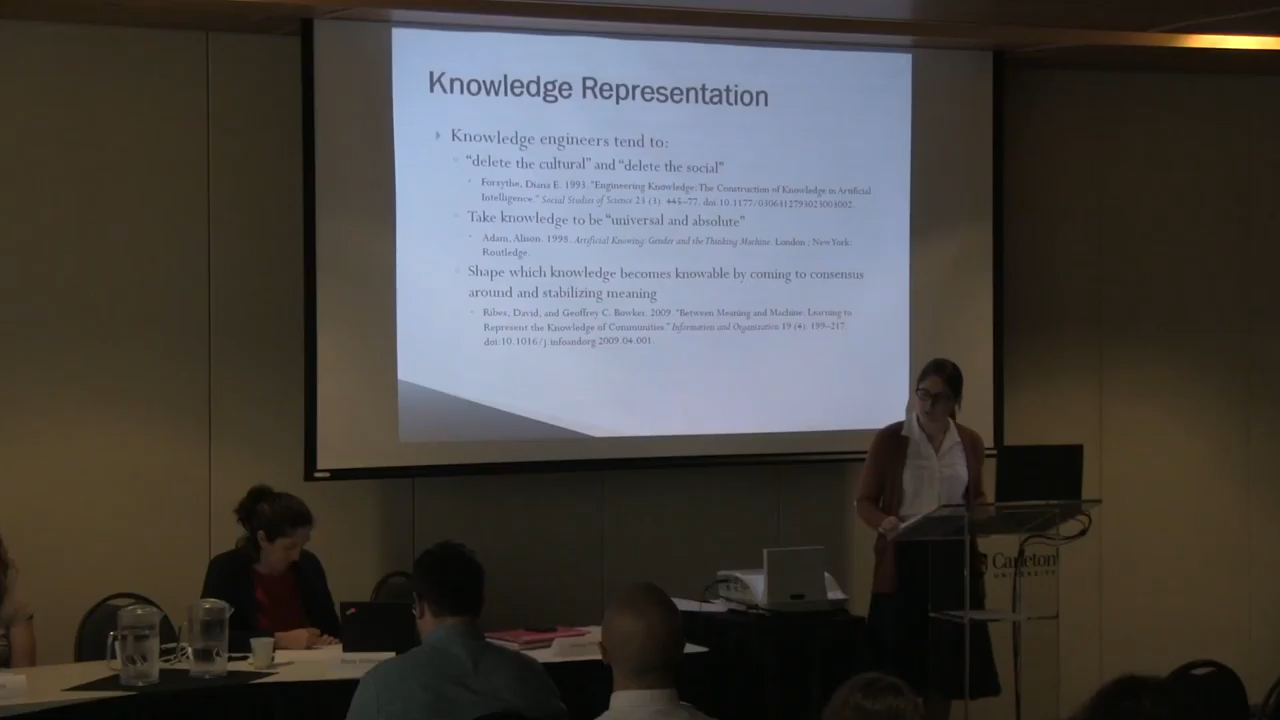 Knowledge Representation
Knowledge engineers tend to:
"delete the cultural" and "delete the social"
Forsythe, Diana E. 1993. "Engineering Knowledge: The Construction of Knowledge in Artificial
Intelligence." Social Studies of Science 23 (3). 445–77. doi 10.1177/0306312793023003002.
Take knowledge to be "universal and absolute"
Adam, Alison. 1998. Artificial Knowing: Gender and the Thinking Machine. London ; New York:
Routledge.
Shape which knowledge becomes knowable by coming to consensus
around and stabilizing meaning
Ribes, David, and Geoffrey C. Bowker. 2009. "Between Meaning and Machine: Learning to
Represent the Knowledge of Communities." Information and Organization 19 (4). 199–217.
doi:10.1016/j.infoandorg.2009.04.001.
Carleton
UNIVERSITY